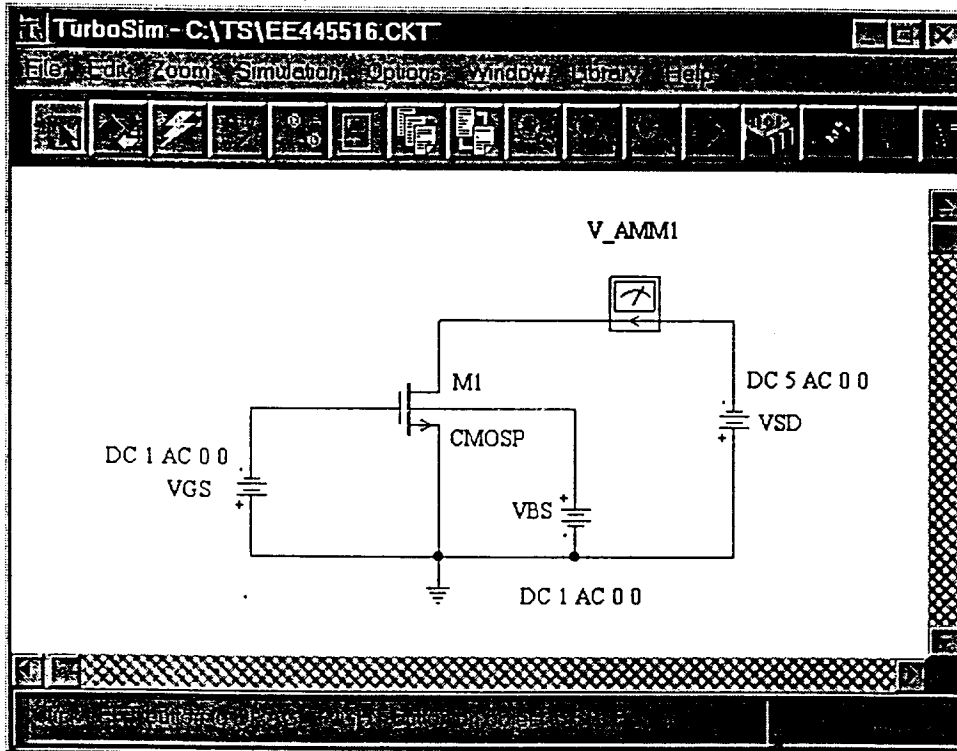 TurboSim - C:\TS\EE445516.CKT
File Edit Zoom Simulation Options Window Library Help
V_AMM1
M1
CMOSP
DC 5 AC 0 0
VSD
DC 1 AC 0 0
VGS
VBS
DC 1 AC 0 0